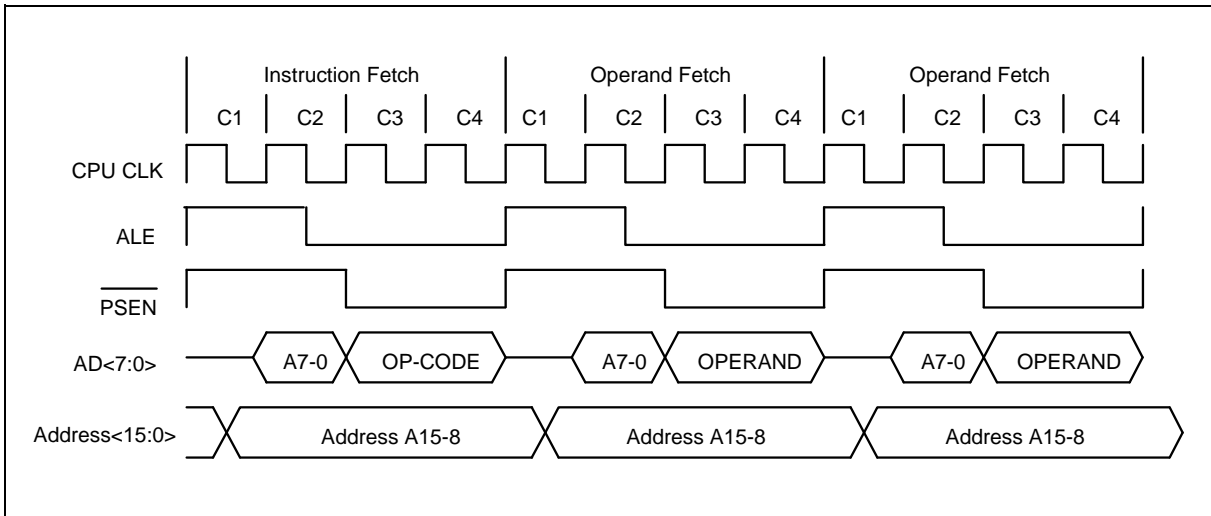 Instruction Fetch Operand Fetch Operand Fetch
C1 C2 C3 C4 C1 C2 C3 C4 C1 C2 C3 C4
CPU CLK
ALE
PSEN
AD<7:0> A7-0 OP-CODE A7-0 OPERAND A7-0 OPERAND
Address<15:0> Address A15-8 Address A15-8 Address A15-8